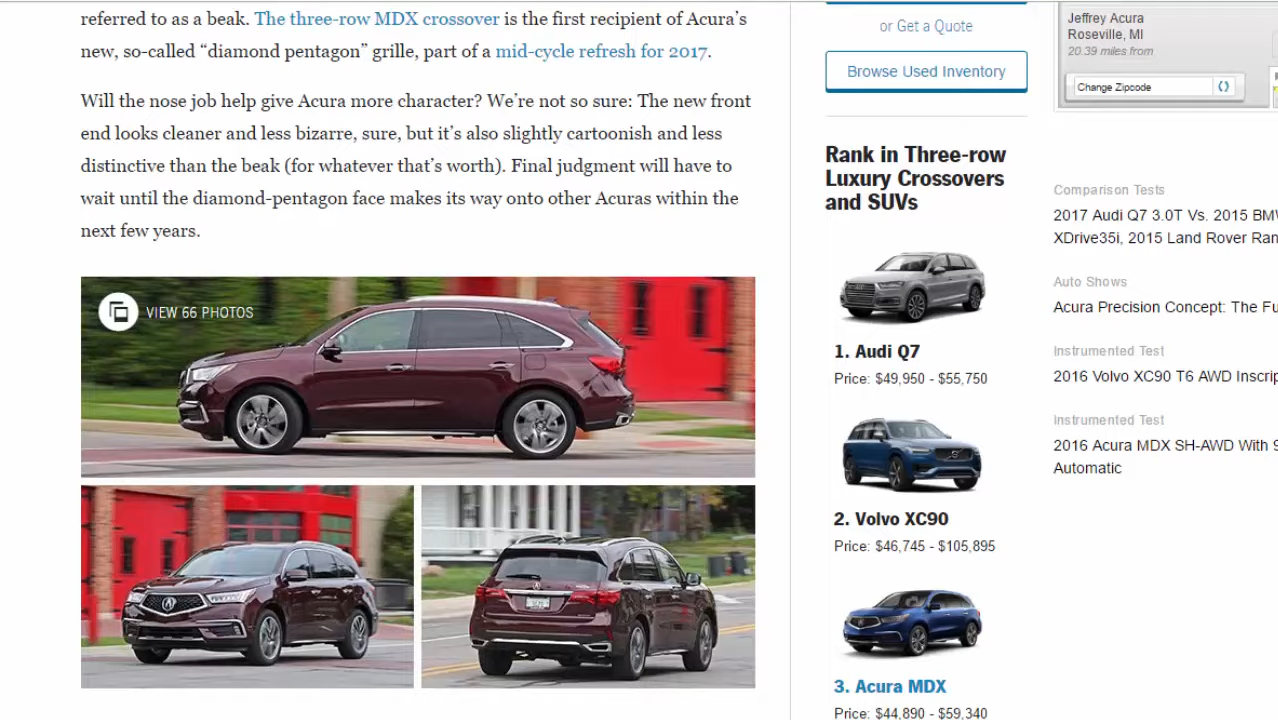 referred to as a beak. The three-row MDX crossover is the first recipient of Acura's
new, so-called “diamond pentagon” grille, part of a mid-cycle refresh for 2017.
Will the nose job help give Acura more character? We're not so sure: The new front
end looks cleaner and less bizarre, sure, but it's also slightly cartoonish and less
distinctive than the beak (for whatever that's worth). Final judgment will have to
wait until the diamond-pentagon face makes its way onto other Acuras within the
next few years.
VIEW 66 PHOTOS
or Get a Quote
Browse Used Inventory
Rank in Three-row
Luxury Crossovers
and SUVs
1. Audi Q7
Price: $49,950 - $55,750
2. Volvo XC90
Price: $46,745 - $105,895
3. Acura MDX
Price: $44,890 - $59,340
Jeffrey Acura
Roseville, MI
20.39 miles from
Change Zipcode
Comparison Tests
2017 Audi Q7 3.0T Vs. 2015 BMW
XDrive35i, 2015 Land Rover Ran
Auto Shows
Acura Precision Concept: The Fu
Instrumented Test
2016 Volvo XC90 T6 AWD Inscrip
Instrumented Test
2016 Acura MDX SH-AWD With 9
Automatic